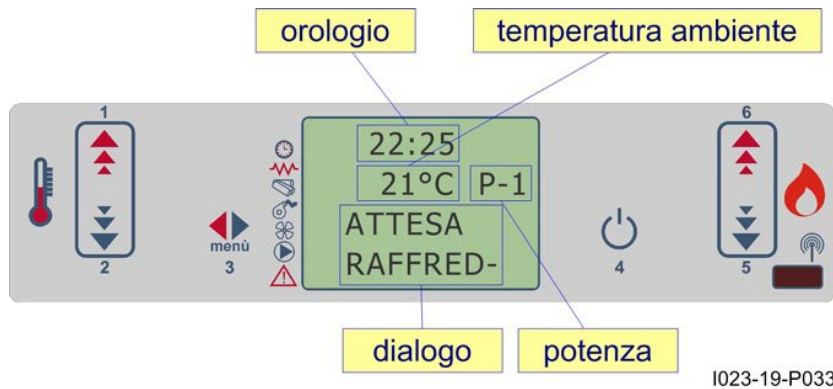 orologio
temperatura ambiente
1
6
22:25
21°C
P-1
ATTESA
RAFFRED-
menù
2
3
4
5
dialogo
potenza
I023-19-P033